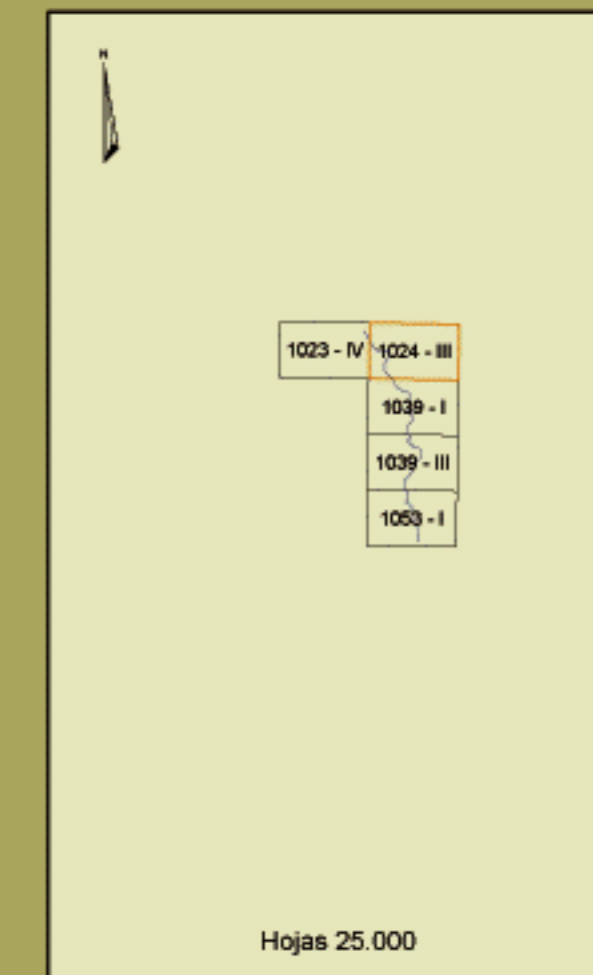 N
1023 - IV 1024 - III
1039 - I
1039 - III
1053 - I
Hojas 25.000